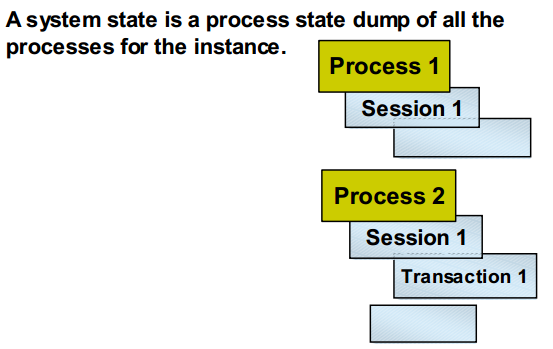 A system state is a process state dump of all the
processes for the instance.
Process 1
Session 1
Process 2
Session 1
Transaction 1